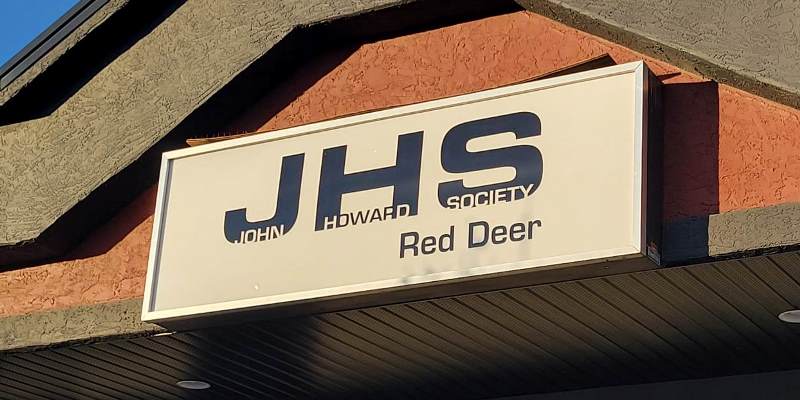 JHS
JOHN HOWARD SOCIETY
Red Deer